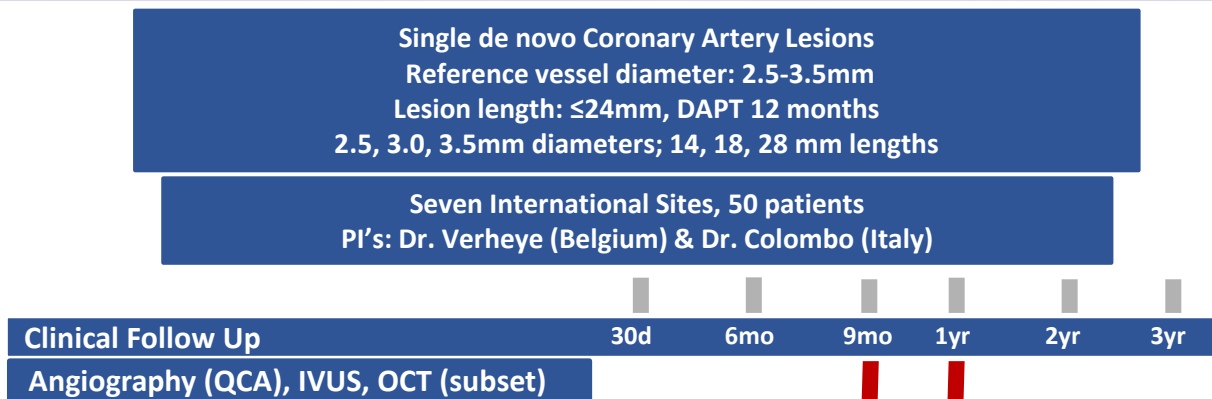 Single de novo Coronary Artery Lesions
Reference vessel diameter: 2.5-3.5mm
Lesion length: ≤24mm, DAPT 12 months
2.5, 3.0, 3.5mm diameters; 14, 18, 28 mm lengths
Seven International Sites, 50 patients
PI's: Dr. Verheye (Belgium) & Dr. Colombo (Italy)
Clinical Follow Up 30d 6mo 9mo 1yr 2yr 3yr
Angiography (QCA), IVUS, OCT (subset)